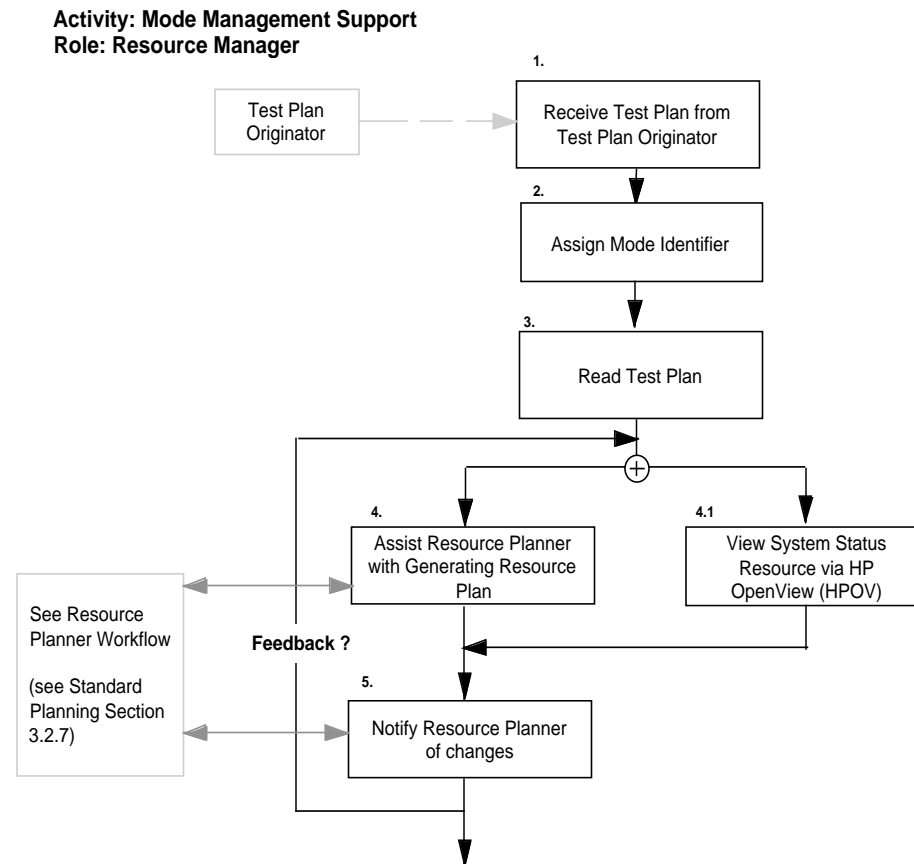 Activity: Mode Management Support
Role: Resource Manager
1.
Test Plan
Originator
Receive Test Plan from
Test Plan Originator
2.
Assign Mode Identifier
3.
Read Test Plan
4.
Assist Resource Planner
with Generating Resource
Plan
4.1
View System Status
Resource via HP
OpenView (HPOV)
See Resource
Planner Workflow
(see Standard
Planning Section
3.2.7)
Feedback ?
5.
Notify Resource Planner
of changes